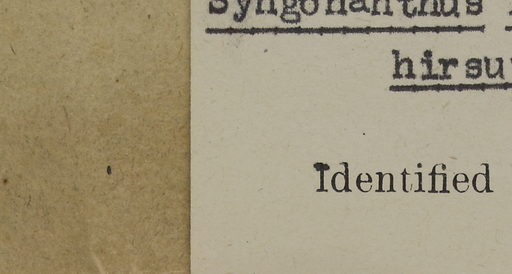 Syngonanthus
hirsu
Identified